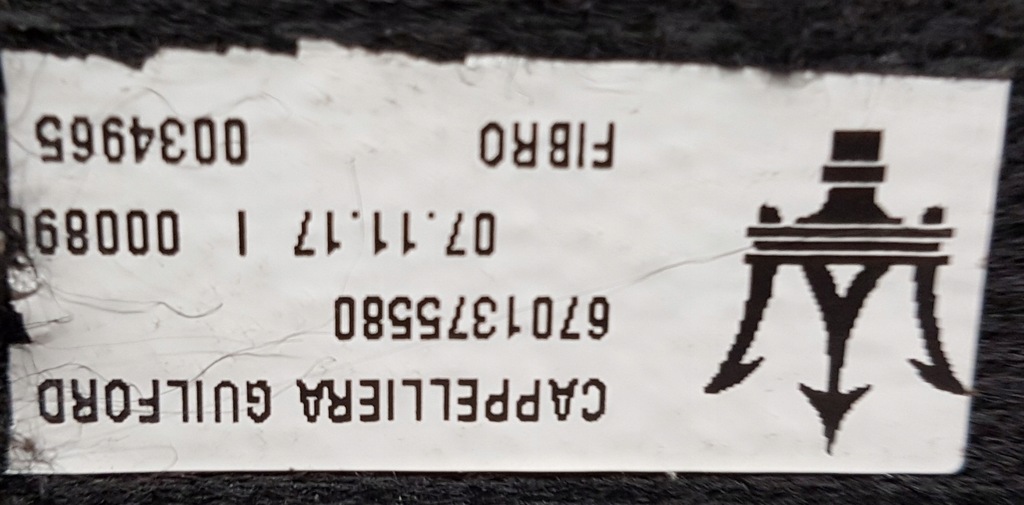 CAPPELLIERA GUILFORD
6701375580
07.11.17 I 00089
FIBRO 0034965